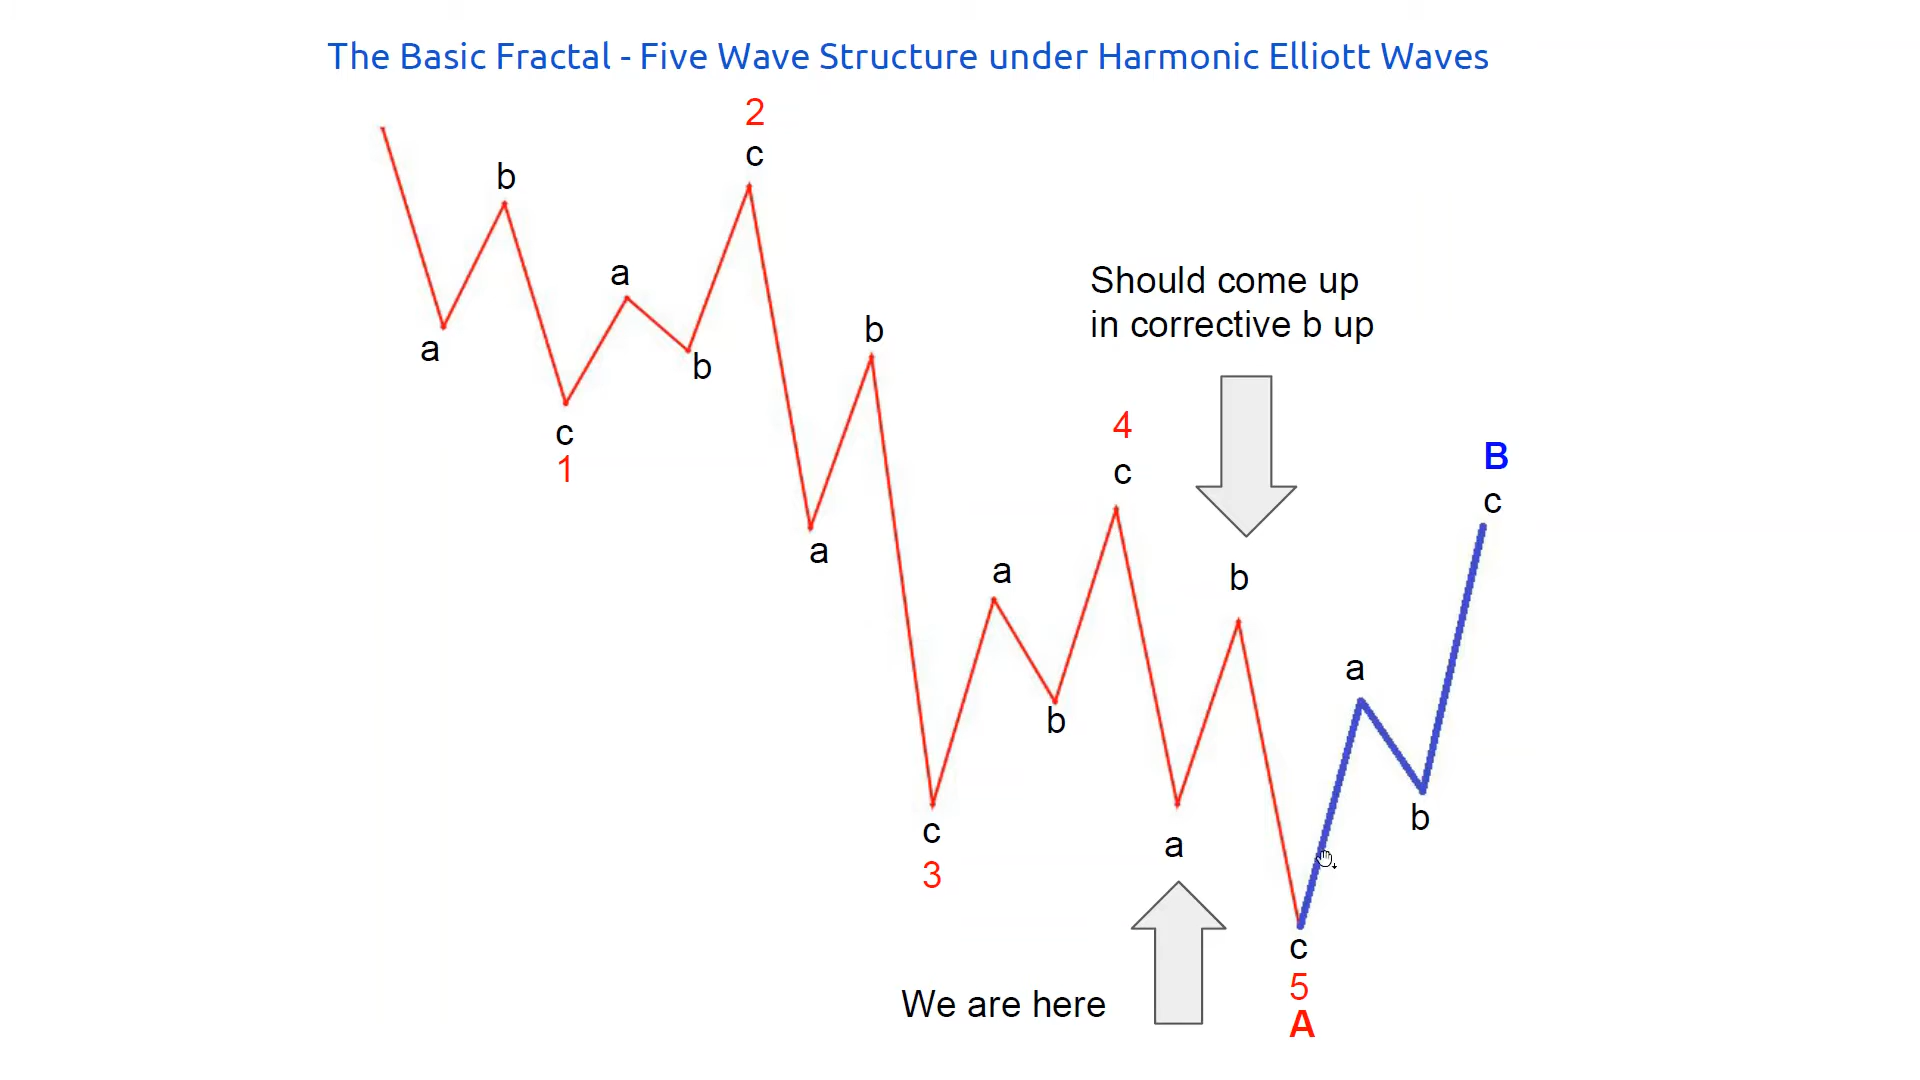 The Basic Fractal - Five Wave Structure under Harmonic Elliott Waves
2
c
b
a
a
b
c
1
b
a
Should come up
in corrective b up
4
c
a
b
c
3
b
a
We are here
B
c
a
b
c
5
A